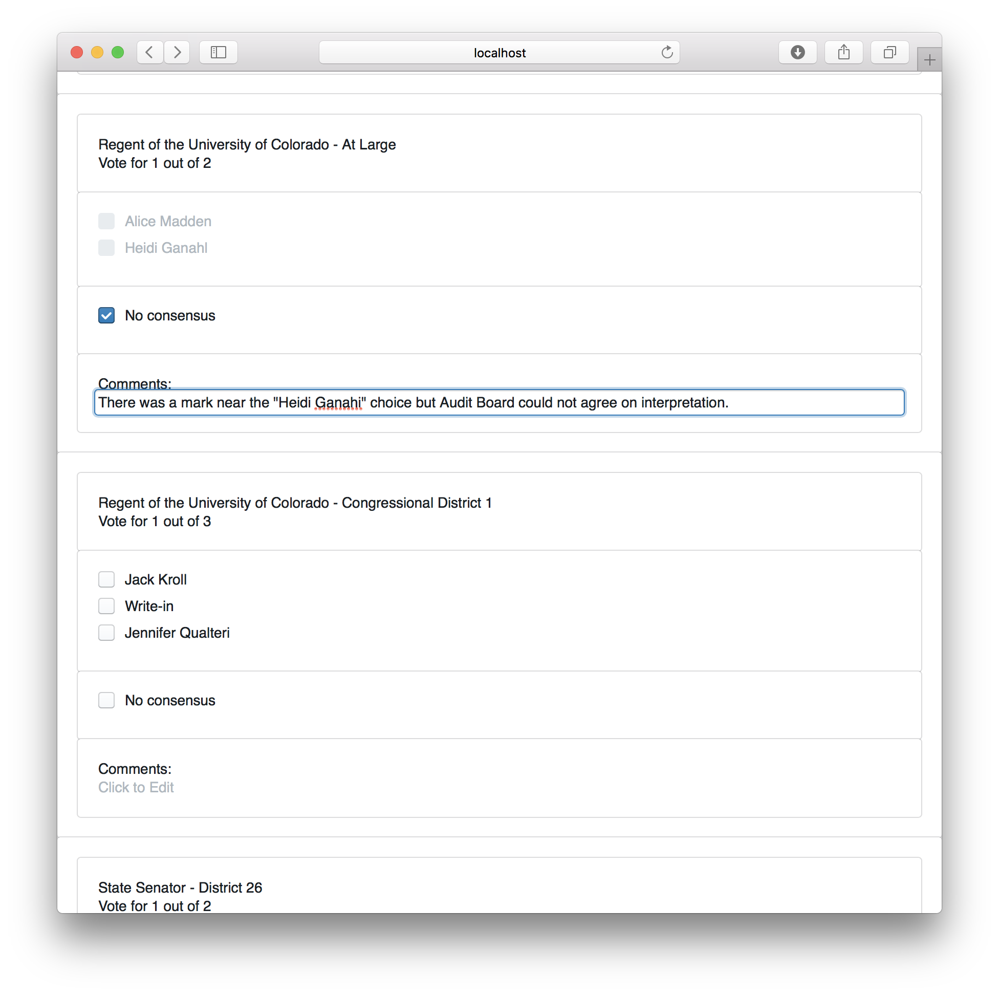 localhost
Regent of the University of Colorado - At Large
Vote for 1 out of 2
Alice Madden
Heidi Ganahl
No consensus
Comments:
There was a mark near the "Heidi Ganahi" choice but Audit Board could not agree on interpretation.
Regent of the University of Colorado - Congressional District 1
Vote for 1 out of 3
Jack Kroll
Write-in
Jennifer Qualteri
No consensus
Comments:
Click to Edit
State Senator - District 26
Vote for 1 out of 2